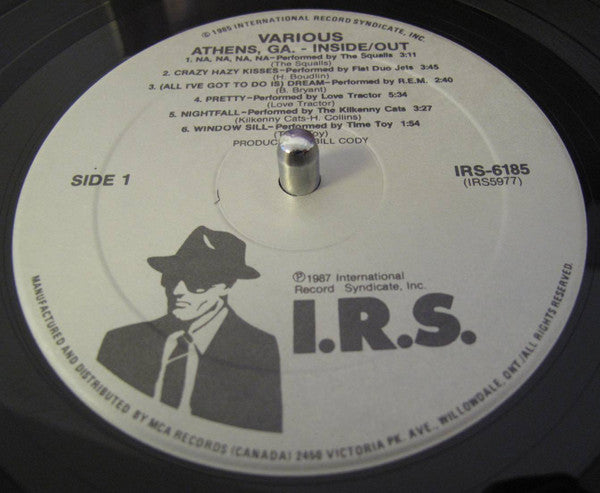 ©1985 INTERNATIONAL RECORD SYNDICATE, INC.
VARIOUS
ATHENS, GA. - INSIDE/OUT
1. NA, NA, NA, NA-Performed by The Squalls 3:11
(The Squalls)
2. CRAZY HAZY KISSES-Performed by Flat Duo Jets 3:45
(H. Boudlin)
3. (ALL I'VE GOT TO DO IS) DREAM-Performed by R.E.M. 2:40
(B. Bryant)
4. PRETTY-Performed by Love Tractor 5:34
(Love Tractor)
5. NIGHTFALL-Performed by The Kilkenny Cats 3:27
(Kilkenny Cats-H. Collins)
6. WINDOW SILL-Performed by Time Toy 1:54
BILL CODY
SIDE 1
IRS-6185
(IRS5977)
℗1987 International
Record Syndicate, Inc.
I.R.S.
MANUFACTURED AND DISTRIBUTED BY MCA RECORDS (CANADA) 2450 VICTORIA PK. AVE., WILLOWDALE, ONT./ALL RIGHTS RESERVED.